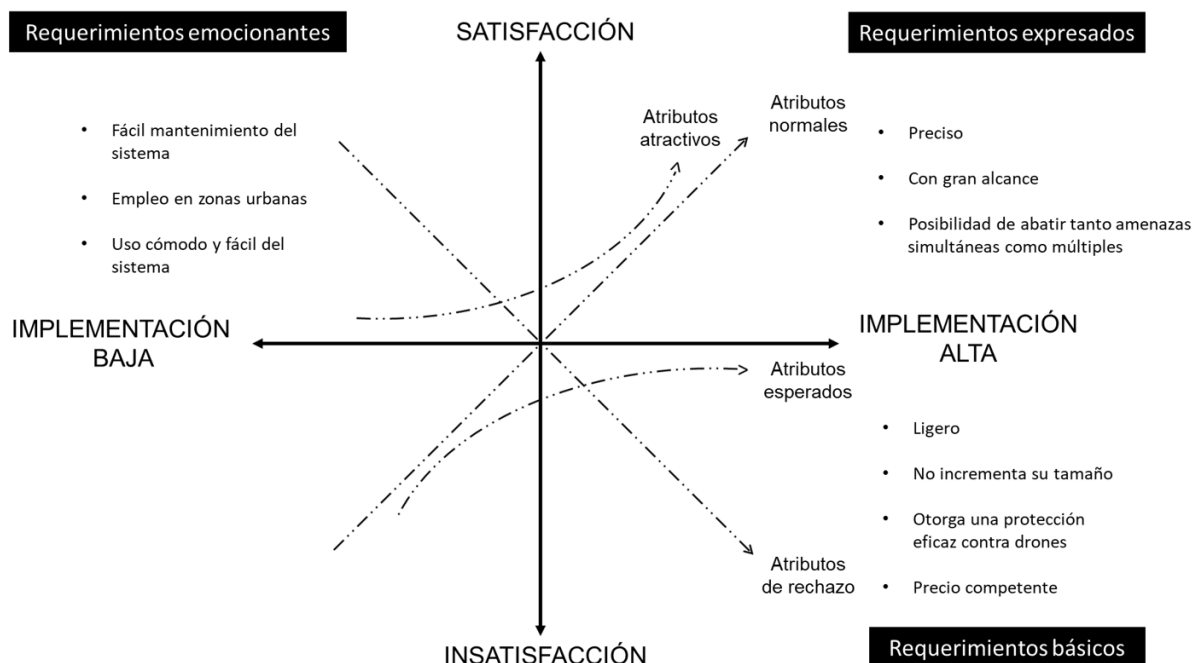 Requerimientos emocionantes
SATISFACCIÓN
Requerimientos expresados
• Fácil mantenimiento del
sistema
• Empleo en zonas urbanas
• Uso cómodo y fácil del
sistema
Atributos
atractivos
Atributos
normales
• Preciso
• Con gran alcance
• Posibilidad de abatir tanto amenazas
simultáneas como múltiples
IMPLEMENTACIÓN
BAJA
IMPLEMENTACIÓN
ALTA
Atributos
esperados
• Ligero
• No incrementa su tamaño
• Otorga una protección
eficaz contra drones
• Precio competente
Atributos
de rechazo
INSATISFACCIÓN
Requerimientos básicos